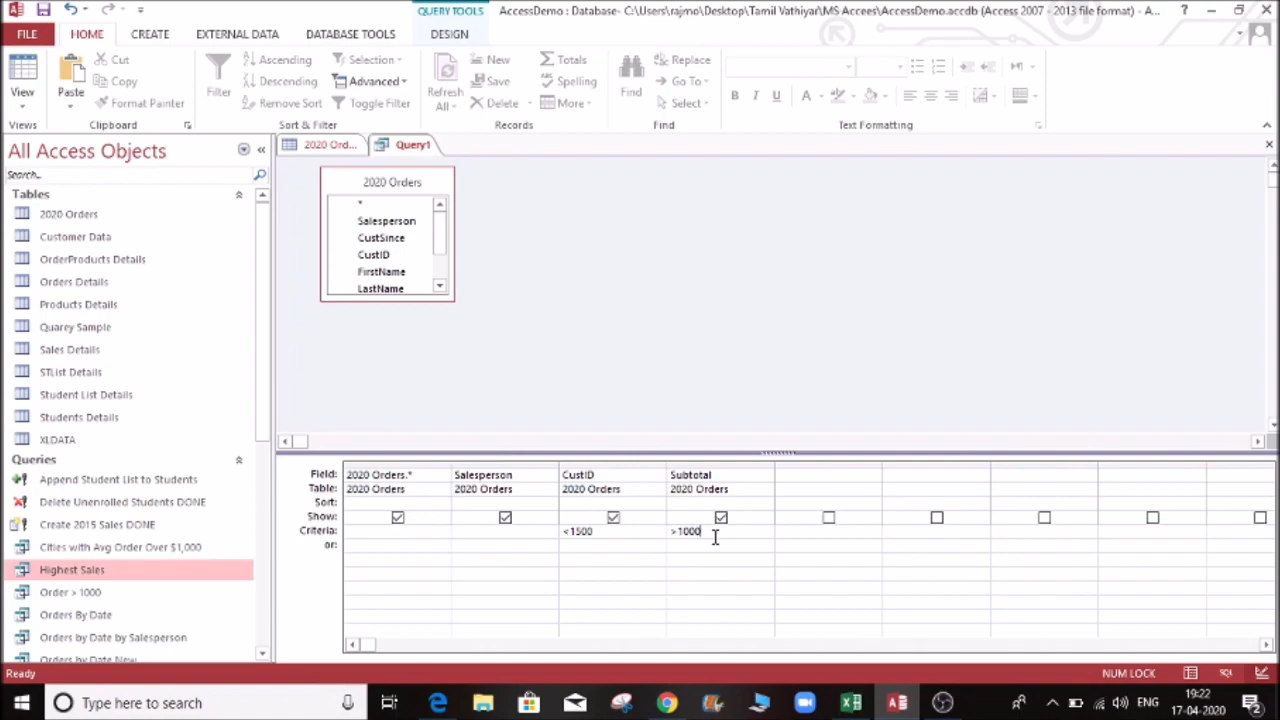 QUERY TOOLS
AccessDemo : Database- C:\Users\rajmo\Desktop\Tamil Vathiyar\MS Accees\AccessDemo.accdb (Access 2007 - 2013 file format) - A...
FILE HOME CREATE EXTERNAL DATA DATABASE TOOLS DESIGN
View
Views
Paste
Cut
Copy
Format Painter
Clipboard
Filter
Ascending
Descending
Remove Sort
Selection
Advanced
Toggle Filter
Sort & Filter
Refresh
All
New
Save
Delete
Totals
Spelling
More
Records
Find
Replace
Go To
Select
Find
B I U A
Text Formatting
All Access Objects
Search...
Tables
2020 Orders
Customer Data
OrderProducts Details
Orders Details
Products Details
Quarey Sample
Sales Details
STList Details
Student List Details
Students Details
XLDATA
Queries
Append Student List to Students
Delete Unenrolled Students DONE
Create 2015 Sales DONE
Cities with Avg Order Over $1,000
Highest Sales
Order > 1000
Orders By Date
Orders by Date by Salesperson
Orders by Date New
2020 Ord...
Query1
2020 Orders
*
Salesperson
CustSince
CustID
FirstName
LastName
Field: 2020 Orders.* Salesperson CustID Subtotal
Table: 2020 Orders 2020 Orders 2020 Orders 2020 Orders
Sort:
Show:
Criteria: <1500 >1000
or:
Ready
NUM LOCK
SQL
Type here to search
ENG
19:22
17-04-2020
2